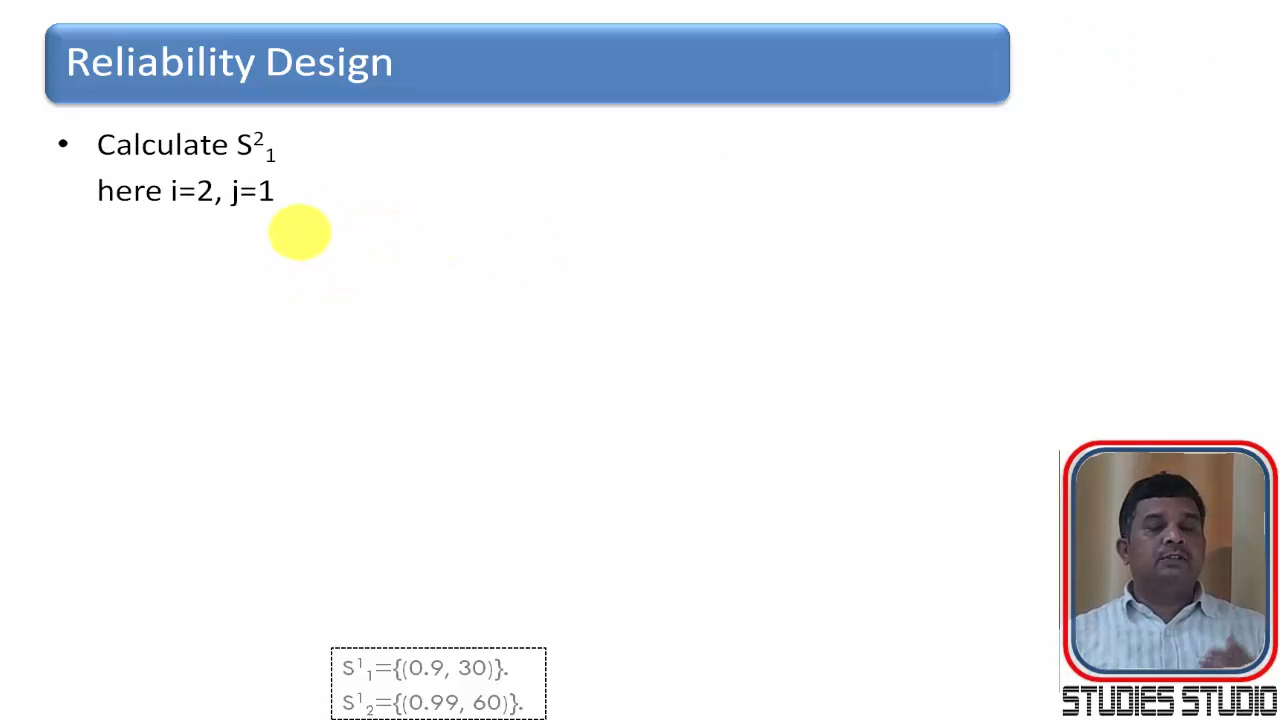 Reliability Design
• Calculate S²₁
here i=2, j=1
S¹₁={(0.9, 30)}.
S¹₂={(0.99, 60)}.
STUDIES STUDIO